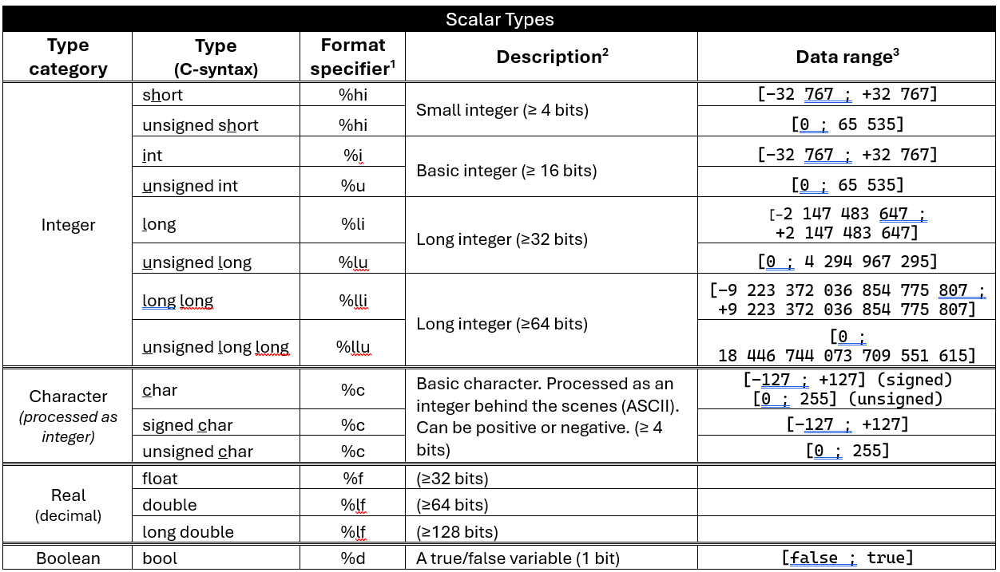 Scalar Types
Type category
Type (C-syntax)
Format specifier1
Description2
Data range3
Integer
short
%hi
Small integer (≥ 4 bits)
[-32 767 ; +32 767]
unsigned short
%hi
[0 ; 65 535]
int
%i
Basic integer (≥ 16 bits)
[-32 767 ; +32 767]
unsigned int
%u
[0 ; 65 535]
long
%li
Long integer (≥32 bits)
[-2 147 483 647 ;
+2 147 483 647]
unsigned long
%lu
[0 ; 4 294 967 295]
long long
%lli
Long integer (≥64 bits)
[-9 223 372 036 854 775 807 ;
+9 223 372 036 854 775 807]
unsigned long long
%llu
[0 ;
18 446 744 073 709 551 615]
Character
(processed as
integer)
char
%c
Basic character. Processed as an
integer behind the scenes (ASCII).
Can be positive or negative. (≥ 4
bits)
[-127 ; +127] (signed)
[0 ; 255] (unsigned)
signed char
%c
[-127 ; +127]
unsigned char
%c
[0 ; 255]
Real
(decimal)
float
%f
(≥32 bits)
double
%lf
(≥64 bits)
long double
%lf
(≥128 bits)
Boolean
bool
%d
A true/false variable (1 bit)
[false ; true]